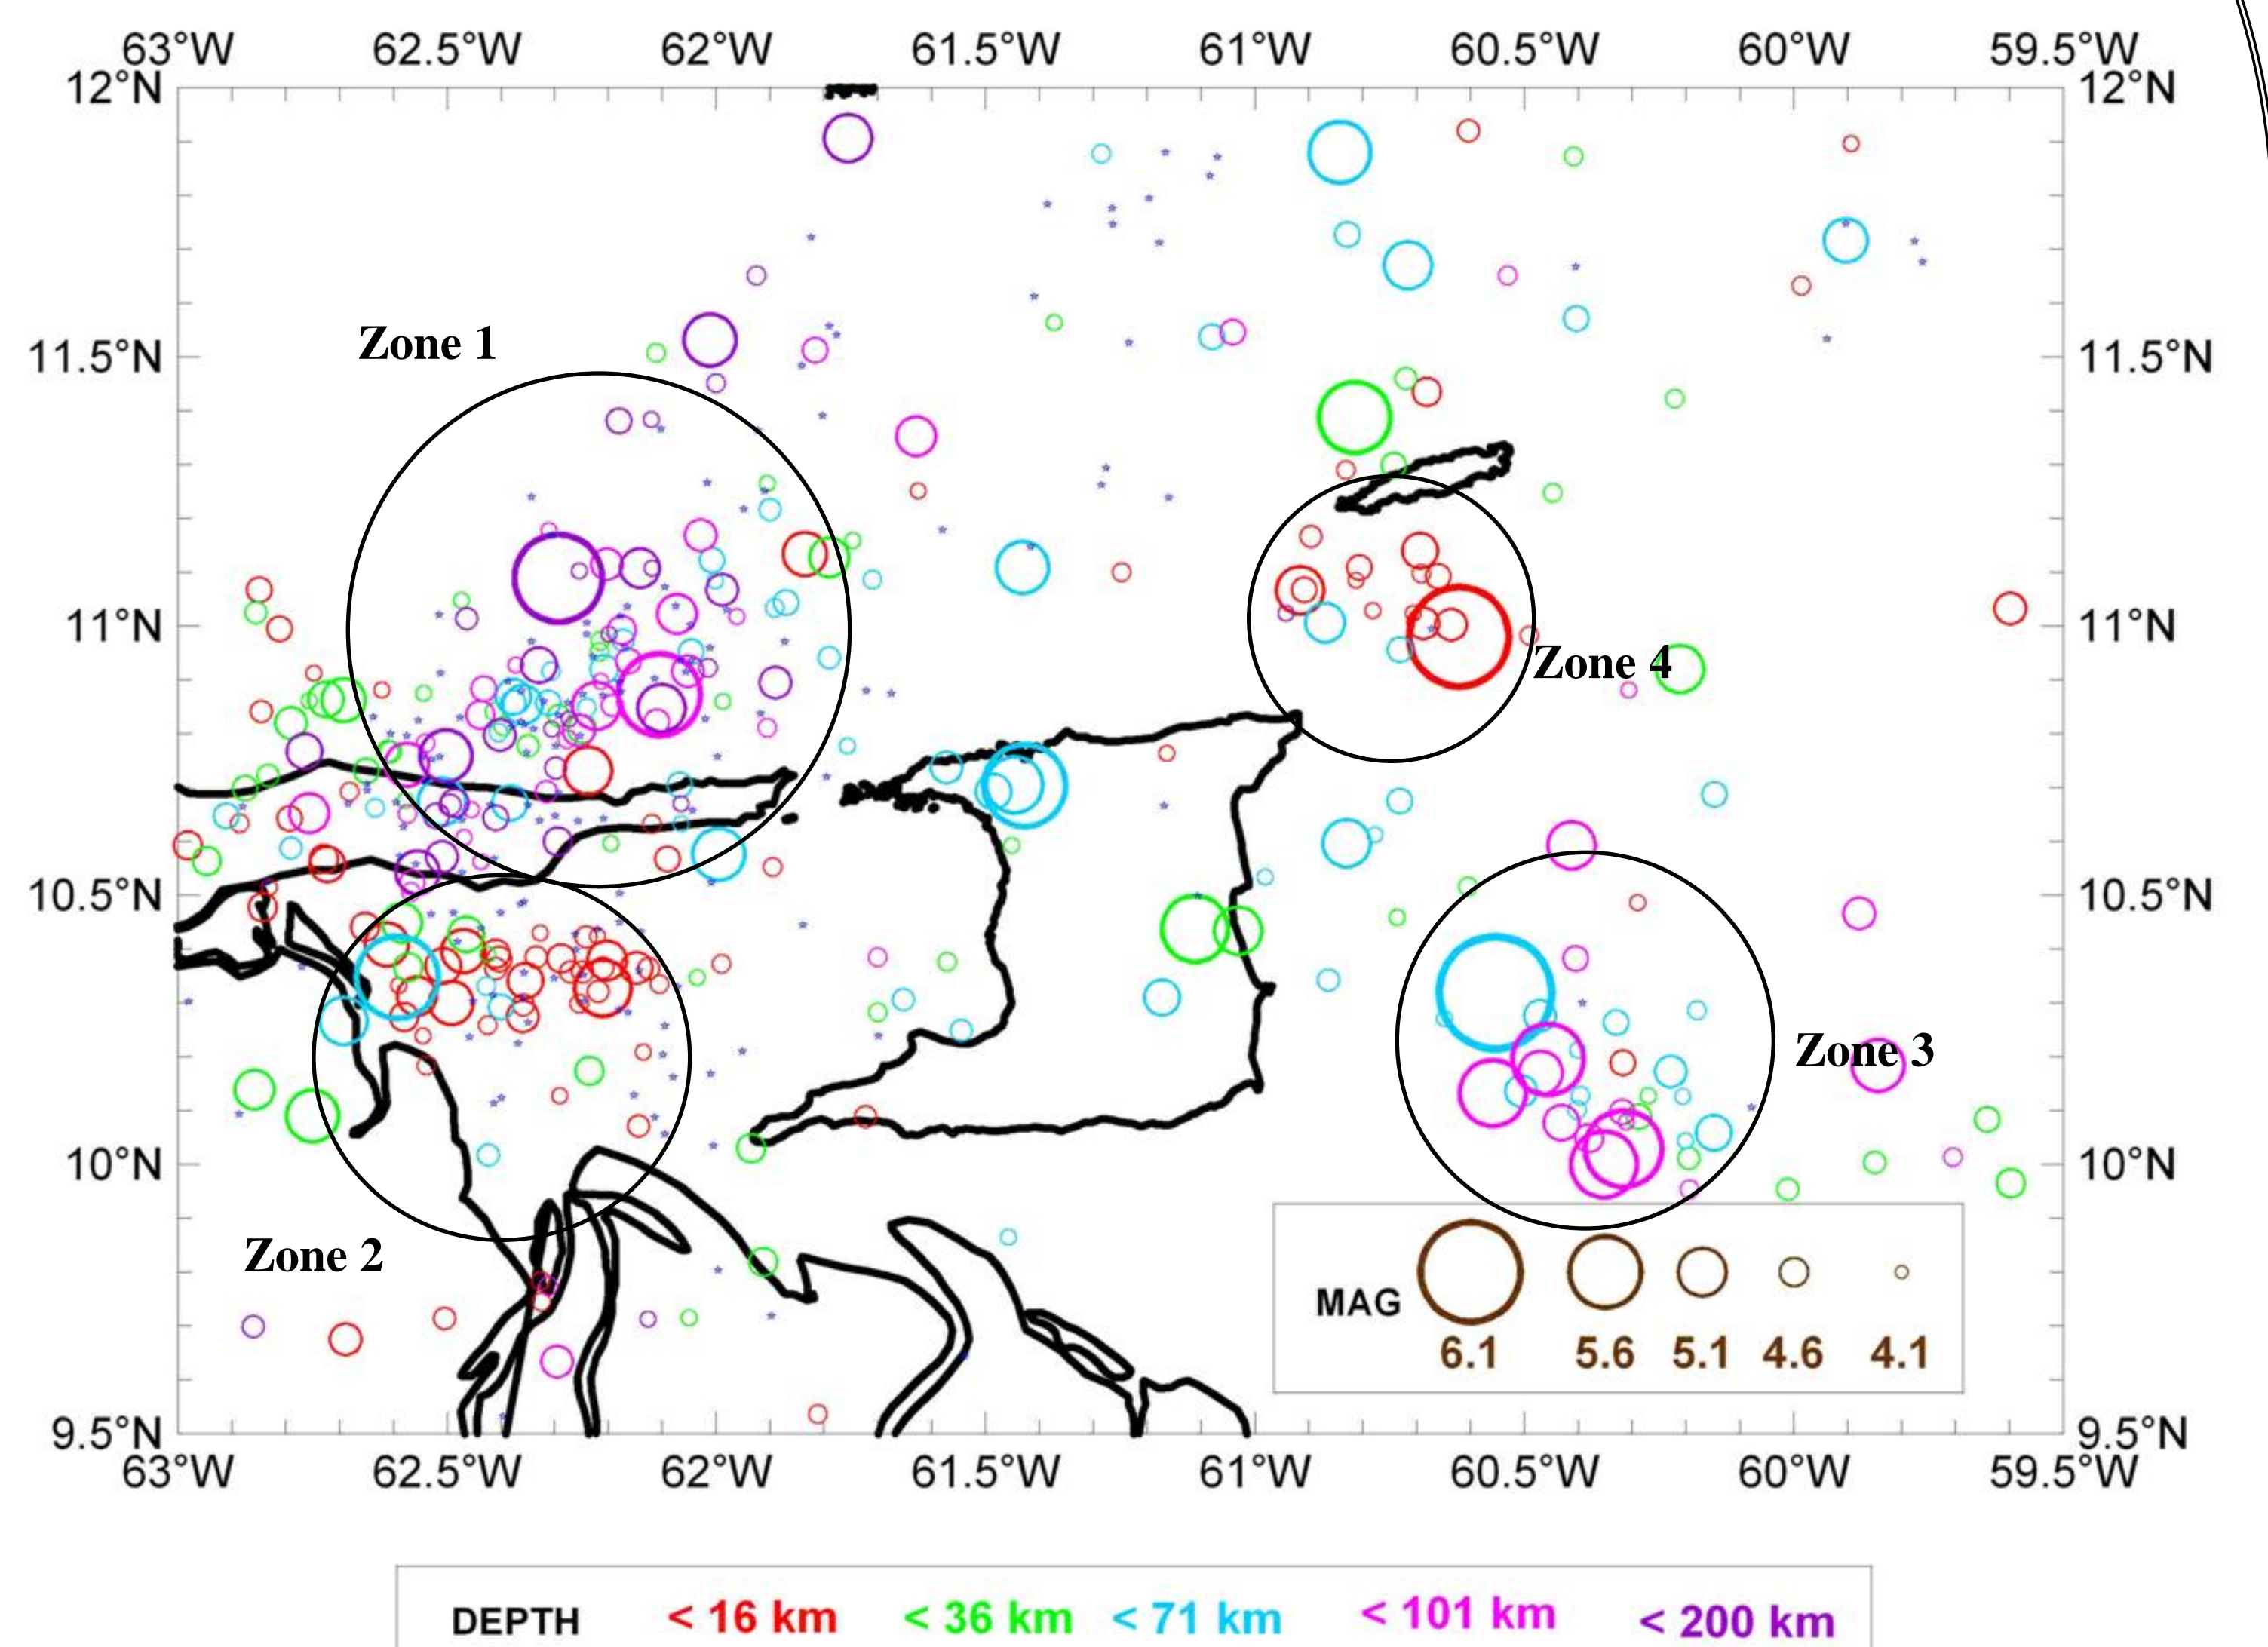 63°W 62.5°W 62°W 61.5°W 61°W 60.5°W 60°W 59.5°W
12°N 12°N
Zone 1
11.5°N 11.5°N
11°N 11°N
Zone 4
10.5°N 10.5°N
Zone 3
10°N 10°N
Zone 2
MAG
6.1 5.6 5.1 4.6 4.1
9.5°N 9.5°N
63°W 62.5°W 62°W 61.5°W 61°W 60.5°W 60°W 59.5°W
DEPTH < 16 km < 36 km < 71 km < 101 km < 200 km